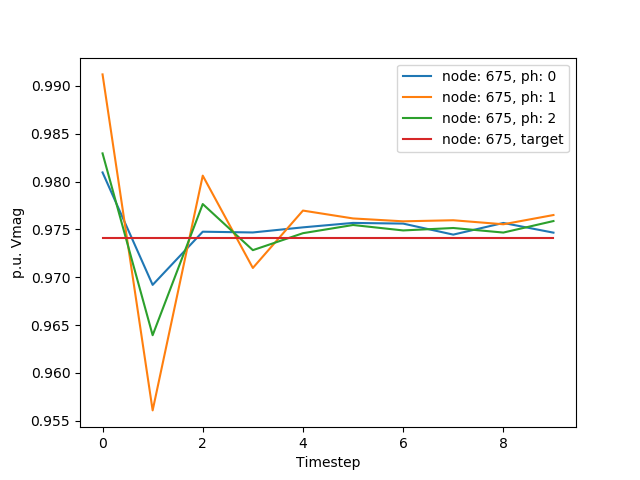 node: 675, ph: 0
node: 675, ph: 1
node: 675, ph: 2
node: 675, target
0.990
0.985
0.980
0.975
0.970
0.965
0.960
0.955
p.u. Vmag
0 2 4 6 8
Timestep